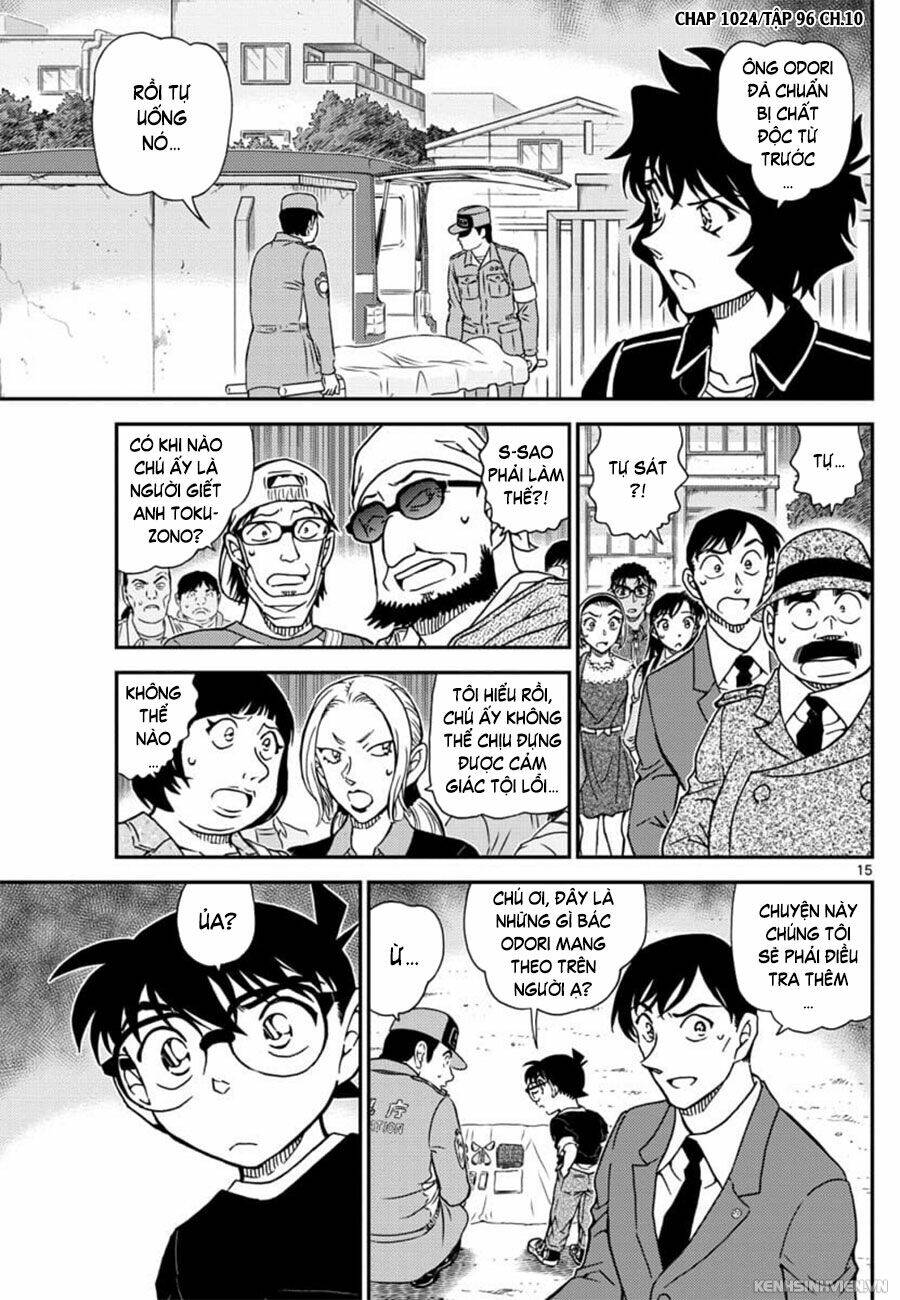 CHAP 1024/TẬP 96 CH.10
ÔNG ODORI
ĐÃ CHUẨN
BỊ CHẤT
ĐỘC TỪ
TRƯỚC
...
RỒI TỰ
UỐNG
NÓ...
TỰ...
TỰ SÁT
?!
S-SAO
PHẢI LÀM
THẾ?!
CÓ KHI NÀO
CHÚ ẤY LÀ
NGƯỜI GIẾT
ANH TOKU-
ZONO?
TÔI HIỂU RỒI,
CHÚ ẤY KHÔNG
THỂ CHỊU ĐỰNG
ĐƯỢC CẢM
GIÁC TỘI LỔI...
KHÔNG
THỂ
NÀO
...
15
CHUYỆN NÀY
CHÚNG TÔI
SẼ PHẢI ĐIỀU
TRA THÊM
...
CHÚ ƠI, ĐÂY LÀ
NHỮNG GÌ BÁC
ODORI MANG
THEO TRÊN
NGƯỜI Ạ?
Ừ...
ỦA?
KENHSINHVIEN.VN